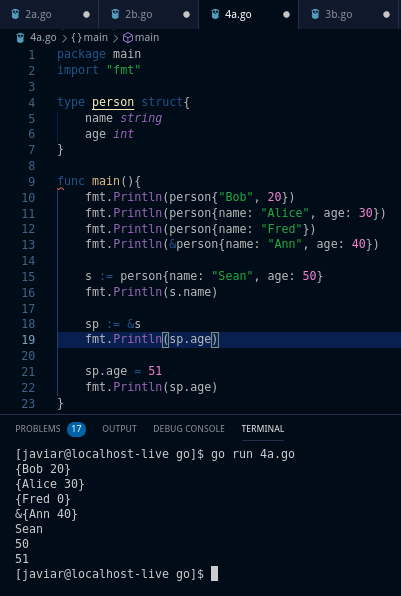 2a.go
2b.go
4a.go
3b.go
4a.go > {} main > main
1 package main
2 import "fmt"
3
4 type person struct{
5 name string
6 age int
7 }
8
9 func main(){
10 fmt.Println(person{"Bob", 20})
11 fmt.Println(person{name: "Alice", age: 30})
12 fmt.Println(person{name: "Fred"})
13 fmt.Println(&person{name: "Ann", age: 40})
14
15 s := person{name: "Sean", age: 50}
16 fmt.Println(s.name)
17
18 sp := &s
19 fmt.Println(sp.age)
20
21 sp.age = 51
22 fmt.Println(sp.age)
23 }
PROBLEMS 17 OUTPUT DEBUG CONSOLE TERMINAL
[javiar@localhost-live go]$ go run 4a.go
{Bob 20}
{Alice 30}
{Fred 0}
&{Ann 40}
Sean
50
51
[javiar@localhost-live go]$